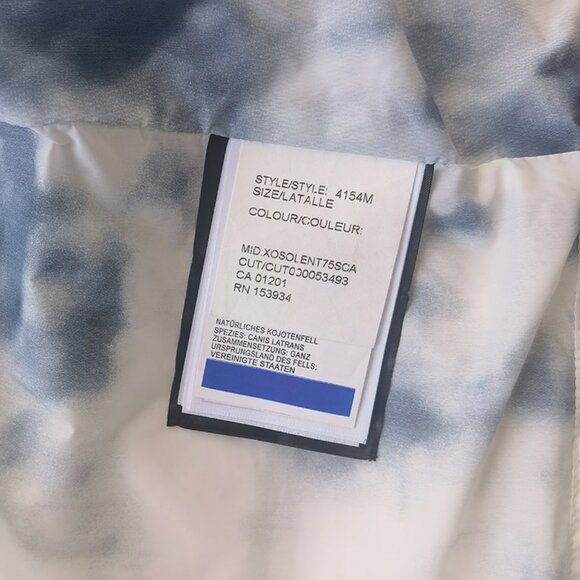 STYLE/STYLE: 4154M
SIZE/LATALLE
COLOUR/COULEUR:
MID:XOSOLENT75SCA
CUT/CUT000053493
CA 01201
RN 153934
NATÜRLICHES KOJOTENFELL
SPEZIES: CANIS LATRANS
ZUSAMMENSETZUNG: GANZ
URSPRUNGSLAND DES FELLS:
VEREINIGTE STAATEN